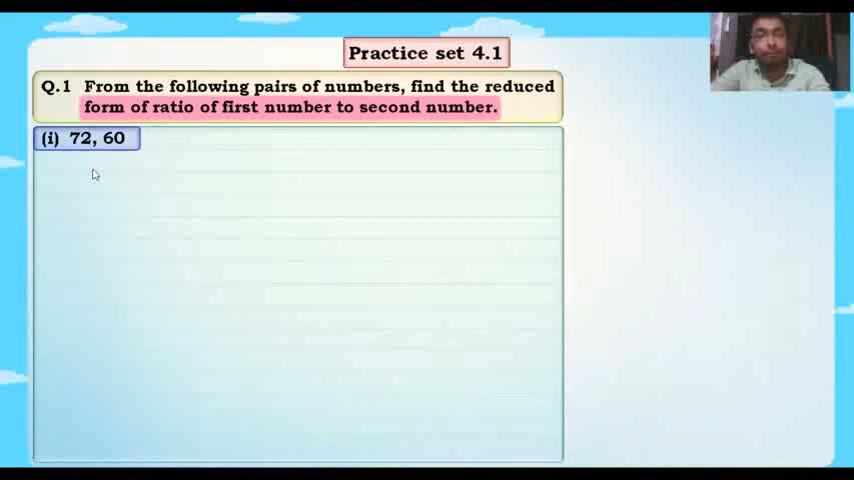 Practice set 4.1
Q.1 From the following pairs of numbers, find the reduced
form of ratio of first number to second number.
(i) 72, 60